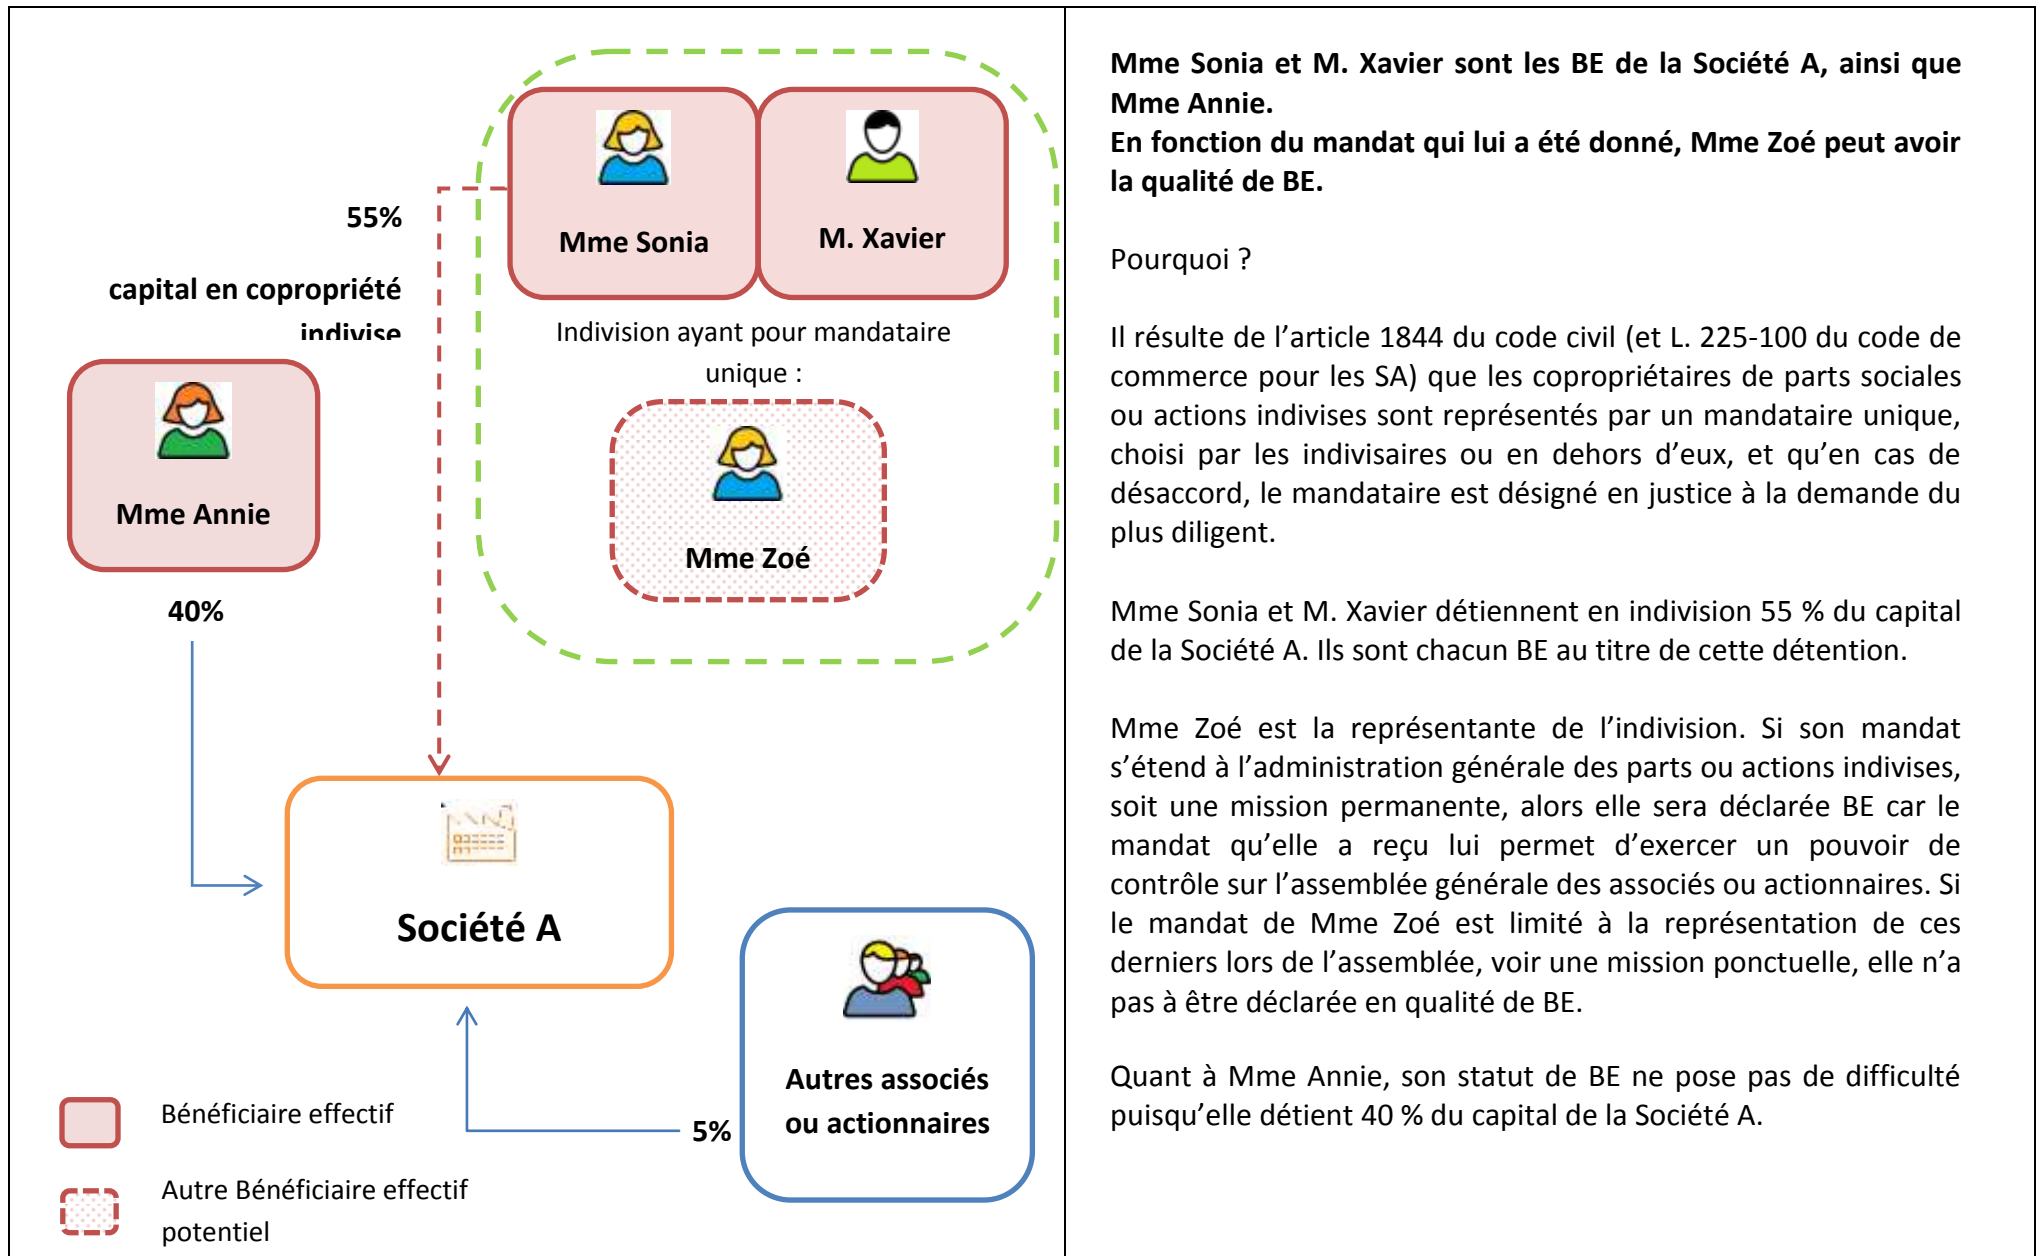 55%
capital en copropriété
indivise
Mme Sonia
M. Xavier
Indivision ayant pour mandataire
unique :
Mme Zoé
Mme Annie
40%
Société A
Autres associés
ou actionnaires
5%
Bénéficiaire effectif
Autre Bénéficiaire effectif
potentiel
Mme Sonia et M. Xavier sont les BE de la Société A, ainsi que
Mme Annie.
En fonction du mandat qui lui a été donné, Mme Zoé peut avoir
la qualité de BE.
Pourquoi ?
Il résulte de l’article 1844 du code civil (et L. 225-100 du code de
commerce pour les SA) que les copropriétaires de parts sociales
ou actions indivises sont représentés par un mandataire unique,
choisi par les indivisaires ou en dehors d’eux, et qu’en cas de
désaccord, le mandataire est désigné en justice à la demande du
plus diligent.
Mme Sonia et M. Xavier détiennent en indivision 55 % du capital
de la Société A. Ils sont chacun BE au titre de cette détention.
Mme Zoé est la représentante de l’indivision. Si son mandat
s’étend à l’administration générale des parts ou actions indivises,
soit une mission permanente, alors elle sera déclarée BE car le
mandat qu’elle a reçu lui permet d’exercer un pouvoir de
contrôle sur l’assemblée générale des associés ou actionnaires. Si
le mandat de Mme Zoé est limité à la représentation de ces
derniers lors de l’assemblée, voir une mission ponctuelle, elle n’a
pas à être déclarée en qualité de BE.
Quant à Mme Annie, son statut de BE ne pose pas de difficulté
puisqu’elle détient 40 % du capital de la Société A.